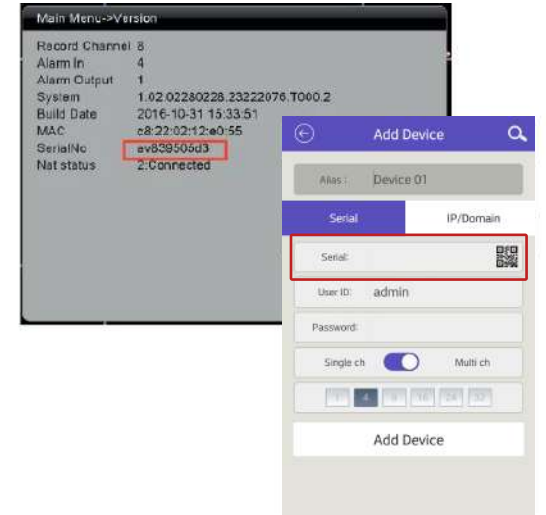 Main Menu->Version
Record Channel 8
Alarm In 4
Alarm Output 1
System 1.02.02280228.23222076.T000.2
Build Date 2016-10-31 15:33:51
MAC c8:22:02:12:e0:55
SerialNo
Nat status 2:Connected
Add Device
Alias : Device 01
Serial IP/Domain
Serial:
User ID: admin
Password:
Single ch Multi ch
1 4 9 16 24 32
Add Device